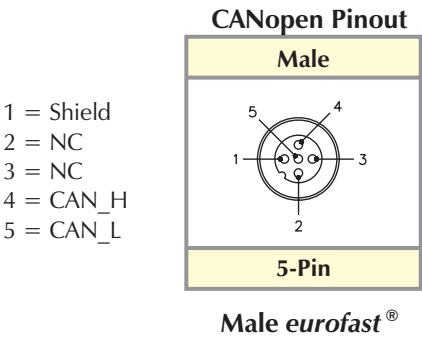 CANopen Pinout
Male
1 = Shield
2 = NC
3 = NC
4 = CAN_H
5 = CAN_L
5 4
1 3
2
5-Pin
Male eurofast ®